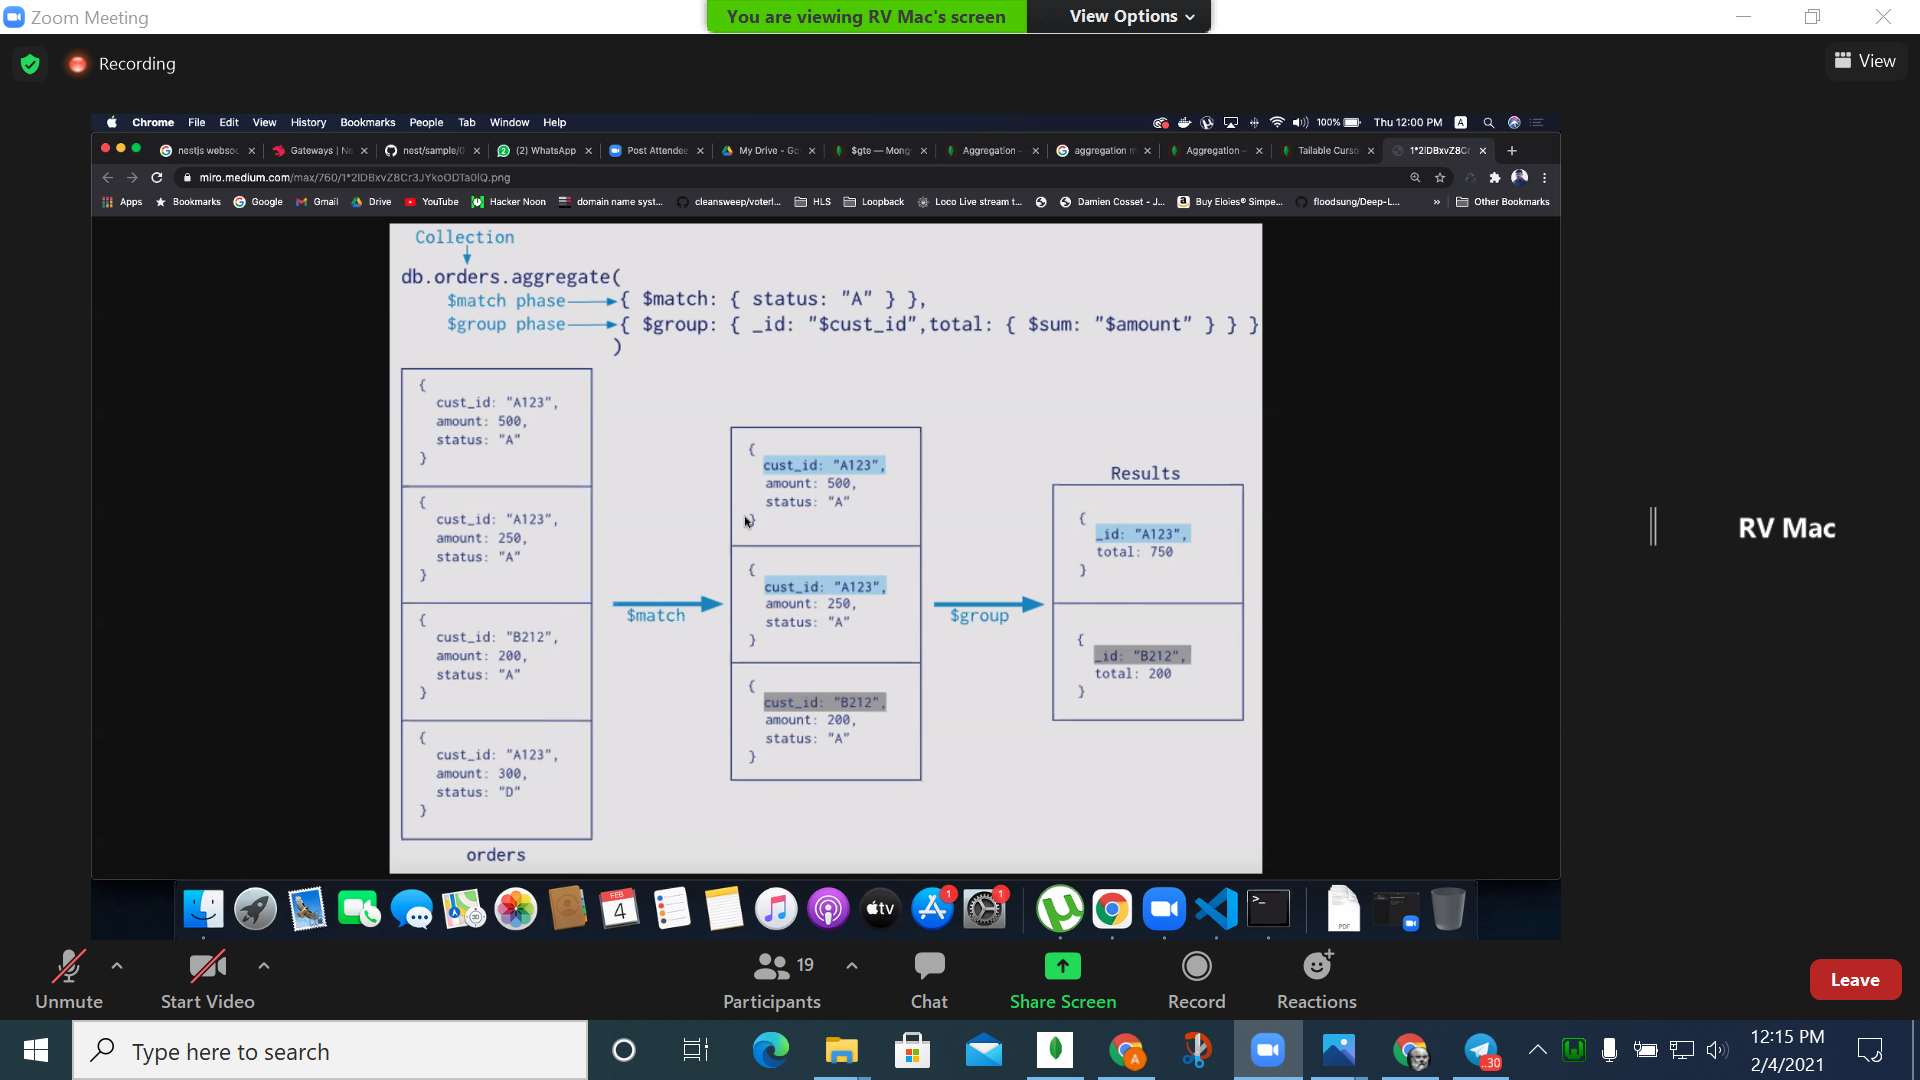 Zoom Meeting
You are viewing RV Mac's screen
View Options
Recording
View
Chrome File Edit View History Bookmarks People Tab Window Help
100% Thu 12:00 PM A
nestjs websoc
Gateways | Ne
nest/sample/0
(2) WhatsApp
Post Attendee
My Drive - Go
$gte — Mong
Aggregation -
aggregation m
Aggregation -
Tailable Curso
1*2lDBxvZ8Cr
miro.medium.com/max/760/1*2lDBxvZ8Cr3JYkoODTa0lQ.png
Apps Bookmarks Google Gmail Drive YouTube Hacker Noon domain name syst... cleansweep/voterl... HLS Loopback Loco Live stream t... Damien Cosset - J... Buy Eloies® Simpe... floodsung/Deep-L... » Other Bookmarks
Collection
db.orders.aggregate(
$match phase { $match: { status: "A" } },
$group phase { $group: { _id: "$cust_id",total: { $sum: "$amount" } } }
)
{
cust_id: "A123",
amount: 500,
status: "A"
}
{
cust_id: "A123",
amount: 250,
status: "A"
}
{
cust_id: "B212",
amount: 200,
status: "A"
}
{
cust_id: "A123",
amount: 300,
status: "D"
}
orders
$match
{
cust_id: "A123",
amount: 500,
status: "A"
}
{
cust_id: "A123",
amount: 250,
status: "A"
}
{
cust_id: "B212",
amount: 200,
status: "A"
}
$group
Results
{
_id: "A123",
total: 750
}
{
_id: "B212",
total: 200
}
RV Mac
FEB
4
3D
tv
1
1
>_
PDF
Unmute
Start Video
19
Participants
Chat
Share Screen
Record
Reactions
Leave
Type here to search
A
..30
12:15 PM
2/4/2021